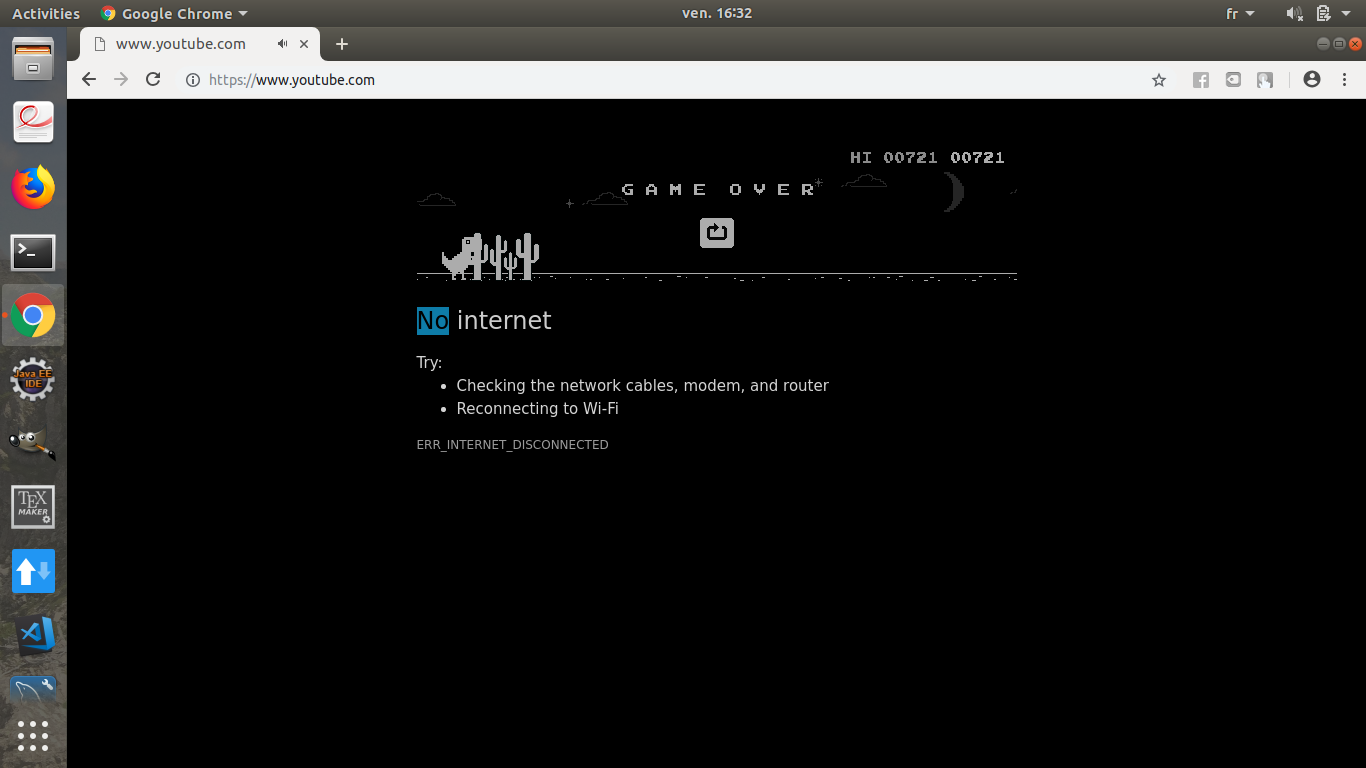 Activities
Google Chrome
ven. 16:32
fr
www.youtube.com
https://www.youtube.com
HI 00721 00721
GAME OVER
No internet
Try:
Checking the network cables, modem, and router
Reconnecting to Wi-Fi
ERR_INTERNET_DISCONNECTED
Java EE
IDE
TEX
MAKER